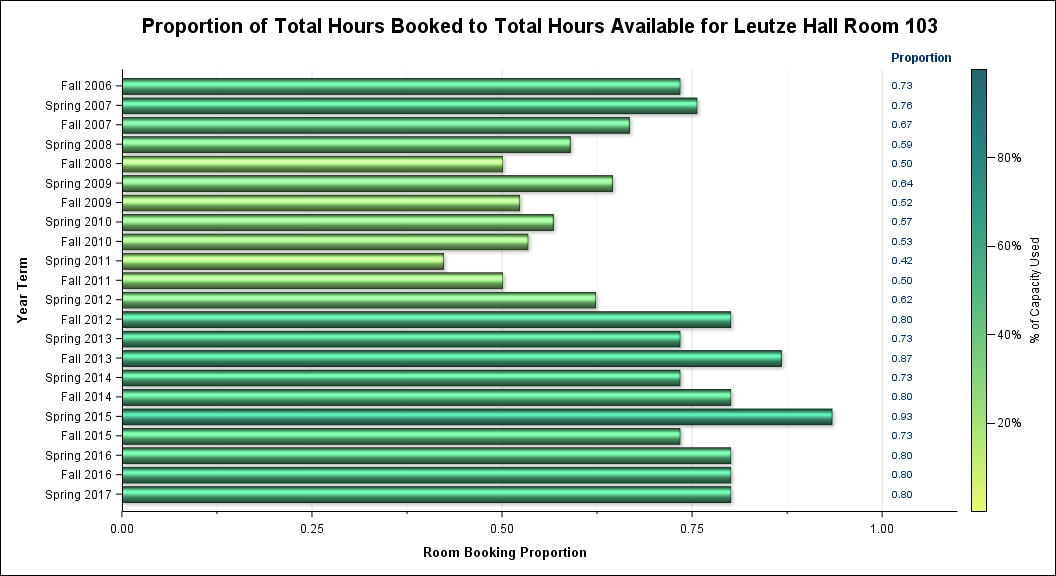 Proportion of Total Hours Booked to Total Hours Available for Leutze Hall Room 103
Proportion
Fall 2006 0.73
Spring 2007 0.76
Fall 2007 0.67
Spring 2008 0.59
Fall 2008 0.50
Spring 2009 0.64
Fall 2009 0.52
Spring 2010 0.57
Fall 2010 0.53
Spring 2011 0.42
Fall 2011 0.50
Spring 2012 0.62
Fall 2012 0.80
Spring 2013 0.73
Fall 2013 0.87
Spring 2014 0.73
Fall 2014 0.80
Spring 2015 0.93
Fall 2015 0.73
Spring 2016 0.80
Fall 2016 0.80
Spring 2017 0.80
Year Term
0.00 0.25 0.50 0.75 1.00
Room Booking Proportion
80%
60%
40%
20%
% of Capacity Used